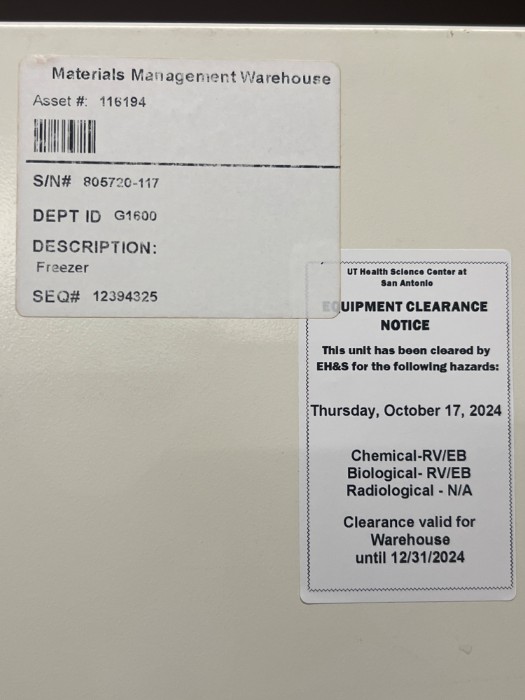 Materials Management Warehouse
Asset #: 116194
S/N# 805720-117
DEPT ID G1600
DESCRIPTION:
Freezer
SEQ# 12394325
UT Health Science Center at
San Antonio
EQUIPMENT CLEARANCE
NOTICE
This unit has been cleared by
EH&S for the following hazards:
Thursday, October 17, 2024
Chemical-RV/EB
Biological- RV/EB
Radiological - N/A
Clearance valid for
Warehouse
until 12/31/2024